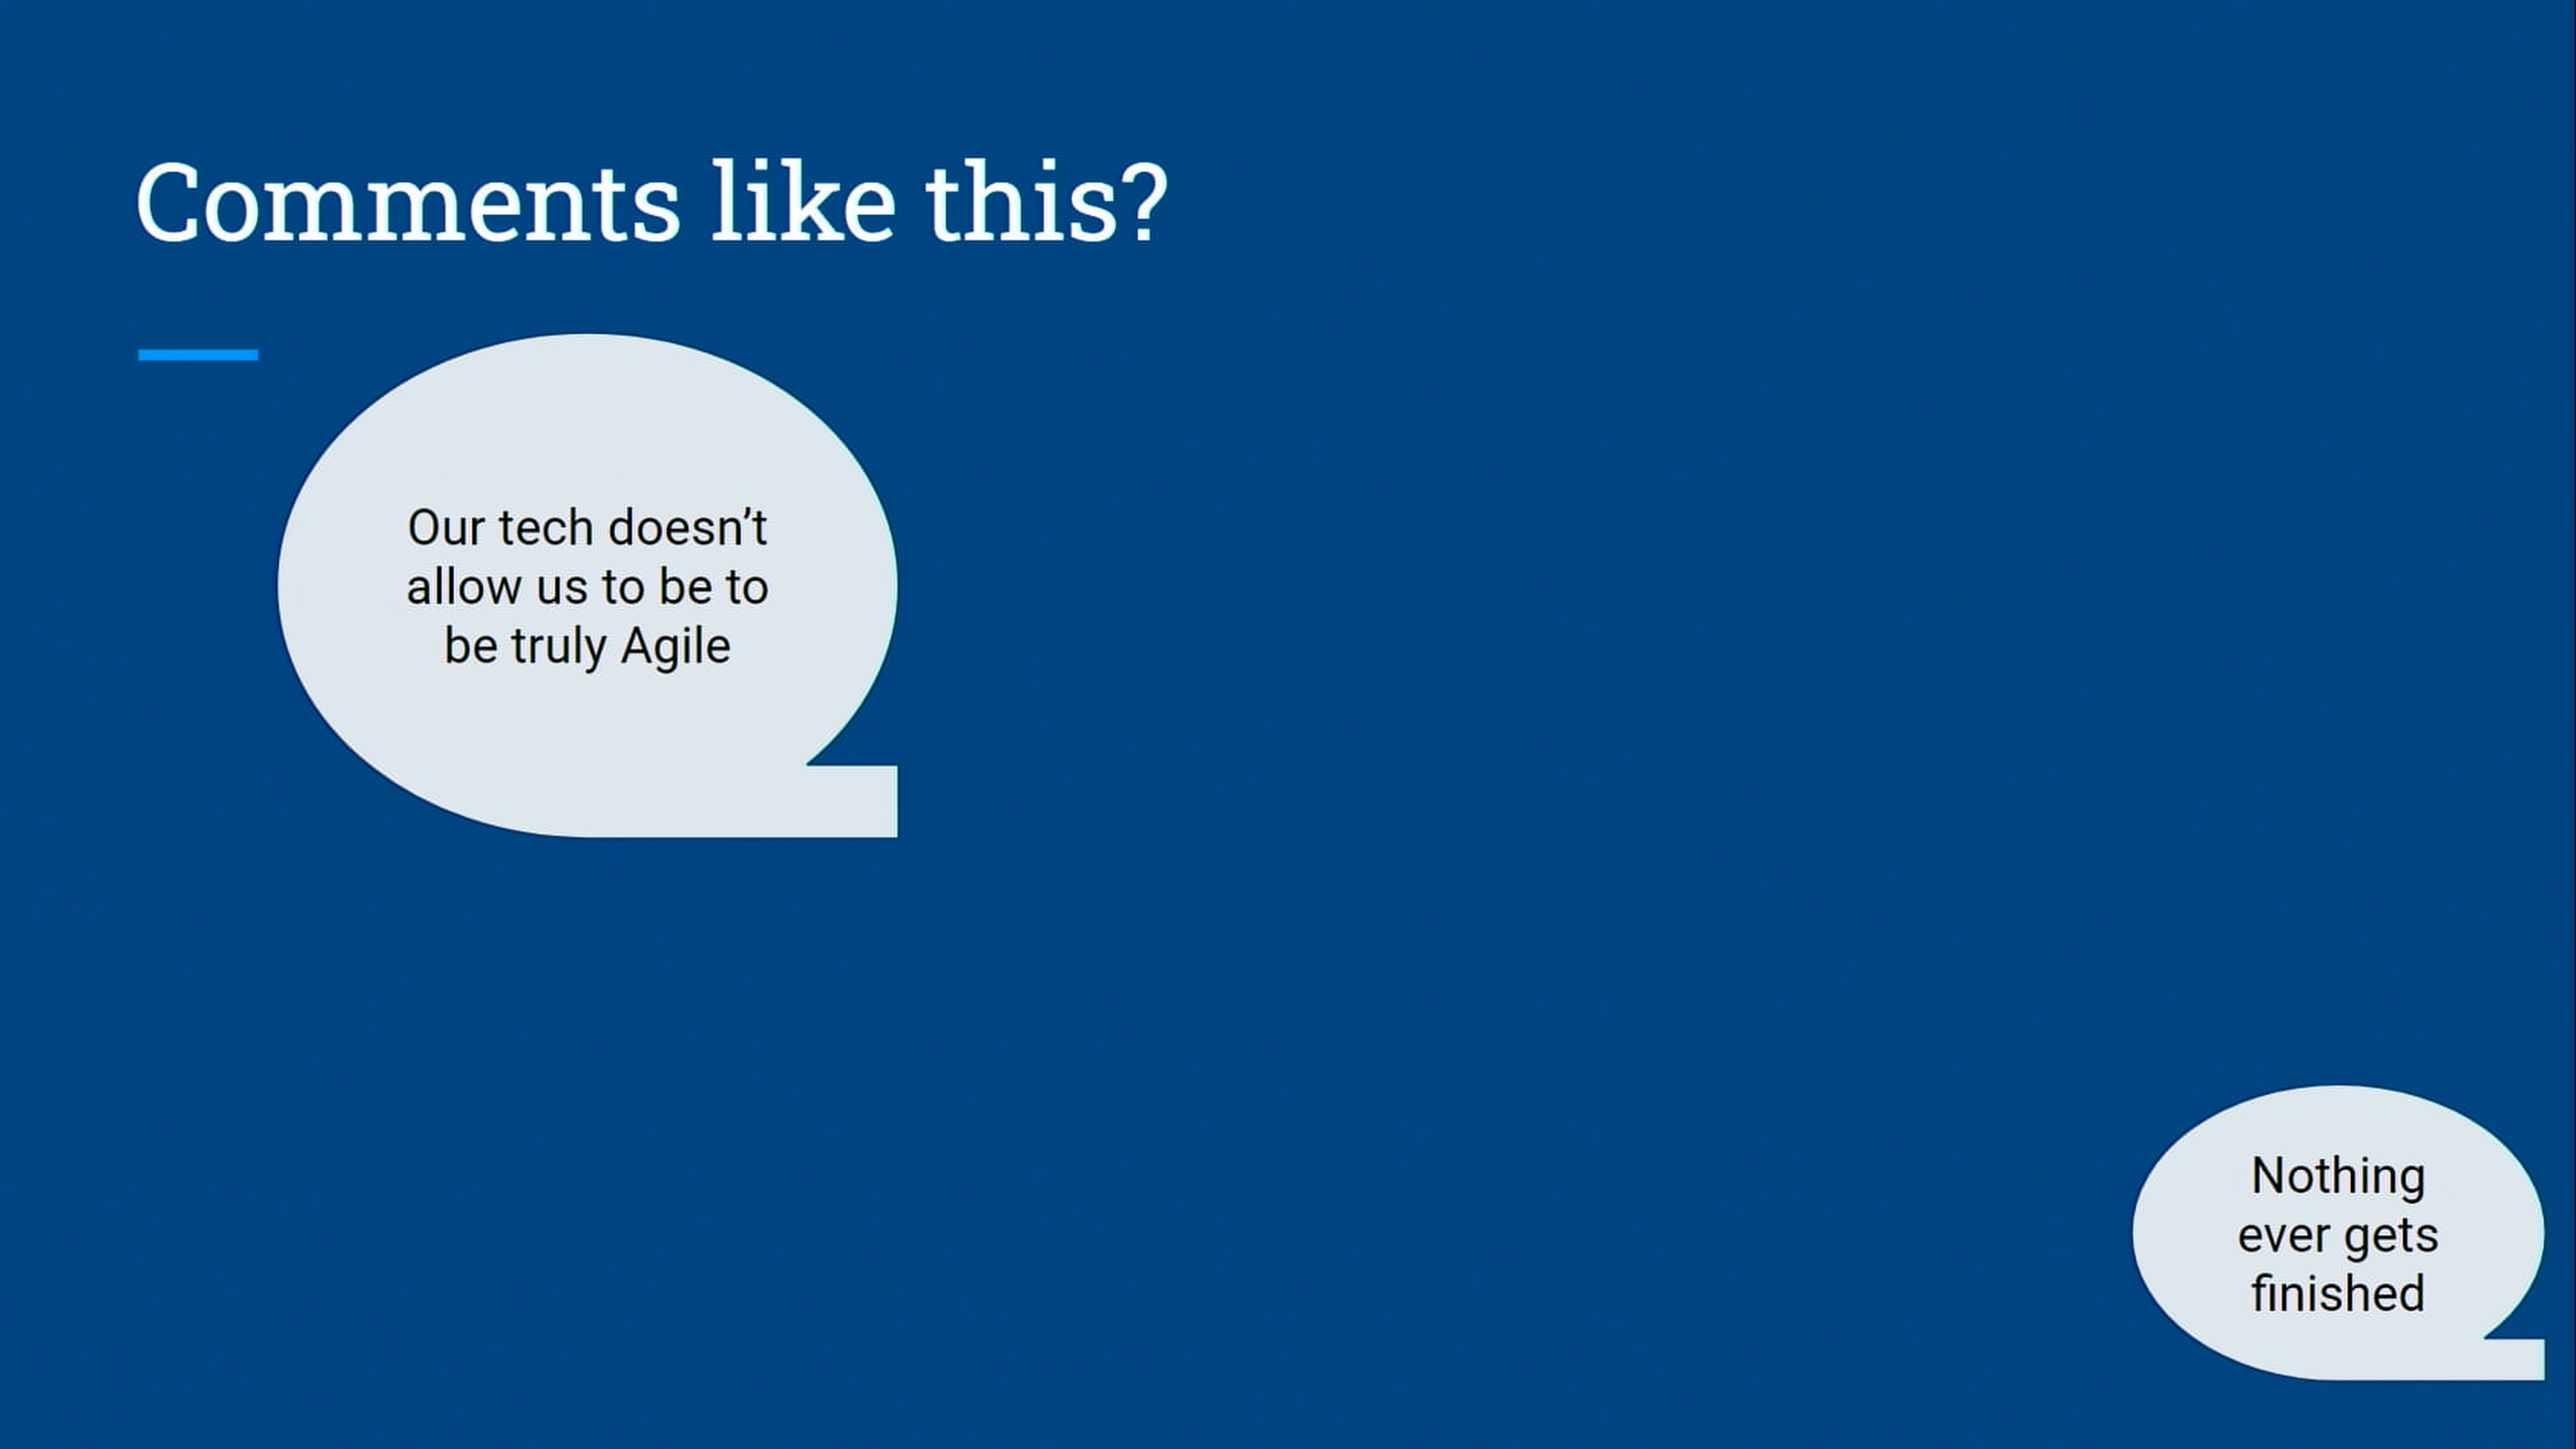 Comments like this?
Our tech doesn’t
allow us to be to
be truly Agile
Nothing
ever gets
finished